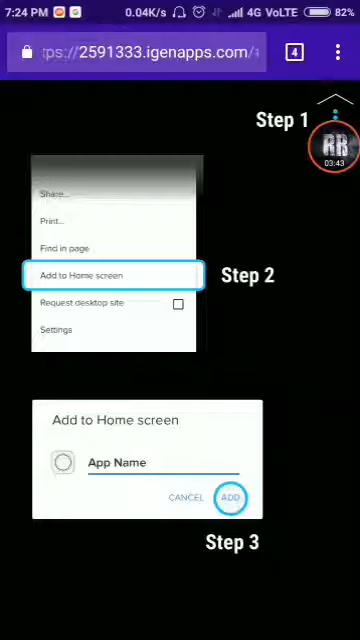 7:24 PM 0.04K/s 4G VoLTE 82%
ps://2591333.igenapps.com/ 4
Step 1
RR
03:43
Share...
Print...
Find in page
Add to Home screen
Step 2
Request desktop site
Settings
Add to Home screen
App Name
CANCEL ADD
Step 3